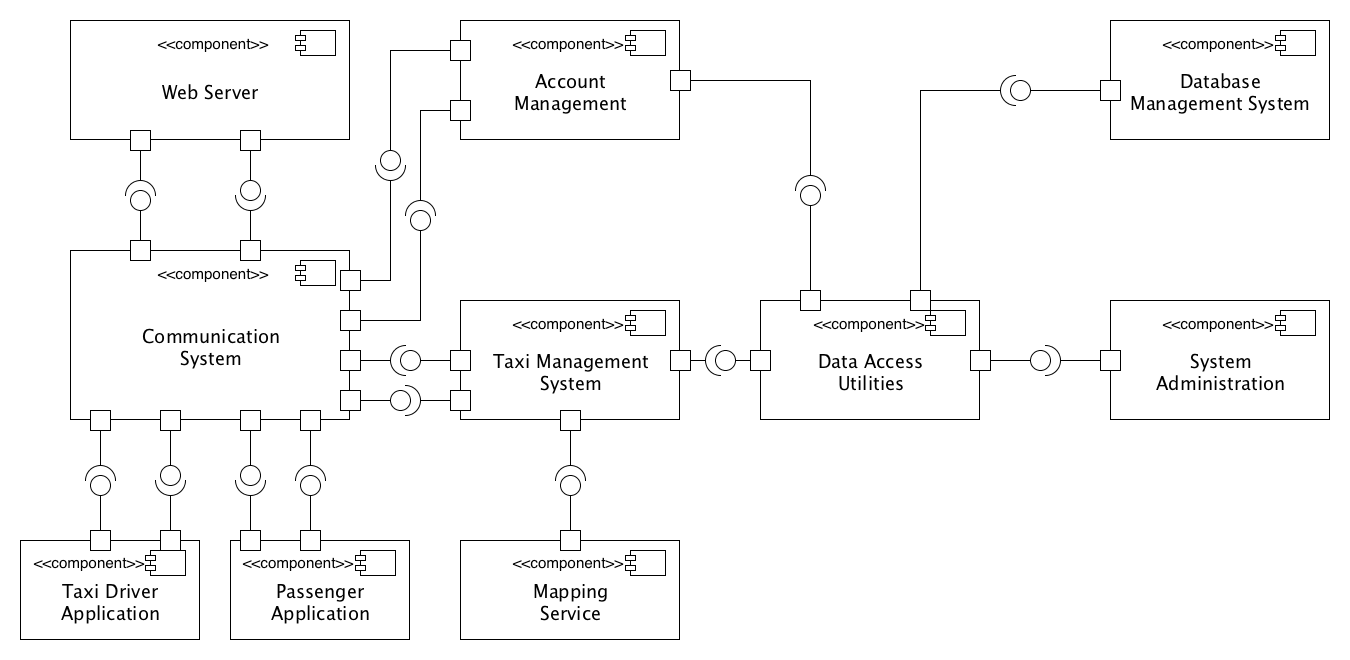 <<component>>
Web Server
<<component>>
Account
Management
<<component>>
Database
Management System
<<component>>
Communication
System
<<component>>
Taxi Management
System
<<component>>
Data Access
Utilities
<<component>>
System
Administration
<<component>>
Taxi Driver
Application
<<component>>
Passenger
Application
<<component>>
Mapping
Service